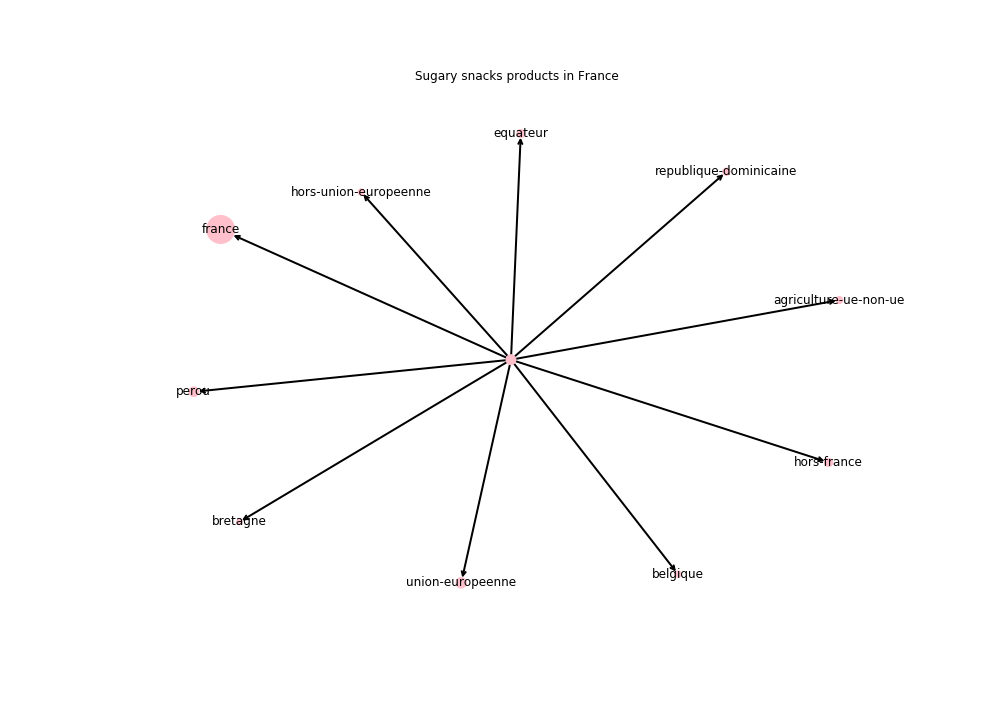 Sugary snacks products in France
equateur
republique-dominicaine
hors-union-europeenne
france
agriculture-ue-non-ue
perou
hors-france
bretagne
belgique
union-europeenne